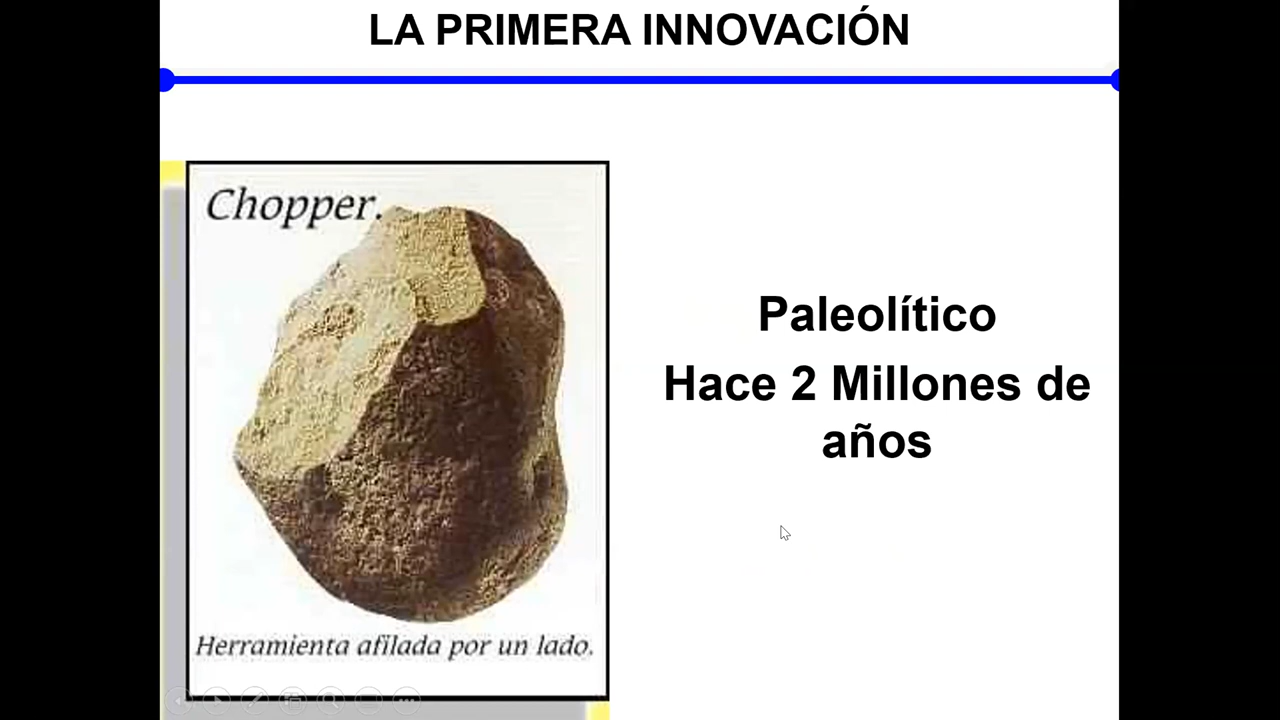 LA PRIMERA INNOVACIÓN
Chopper.
Herramienta afilada por un lado.
Paleolítico
Hace 2 Millones de
años